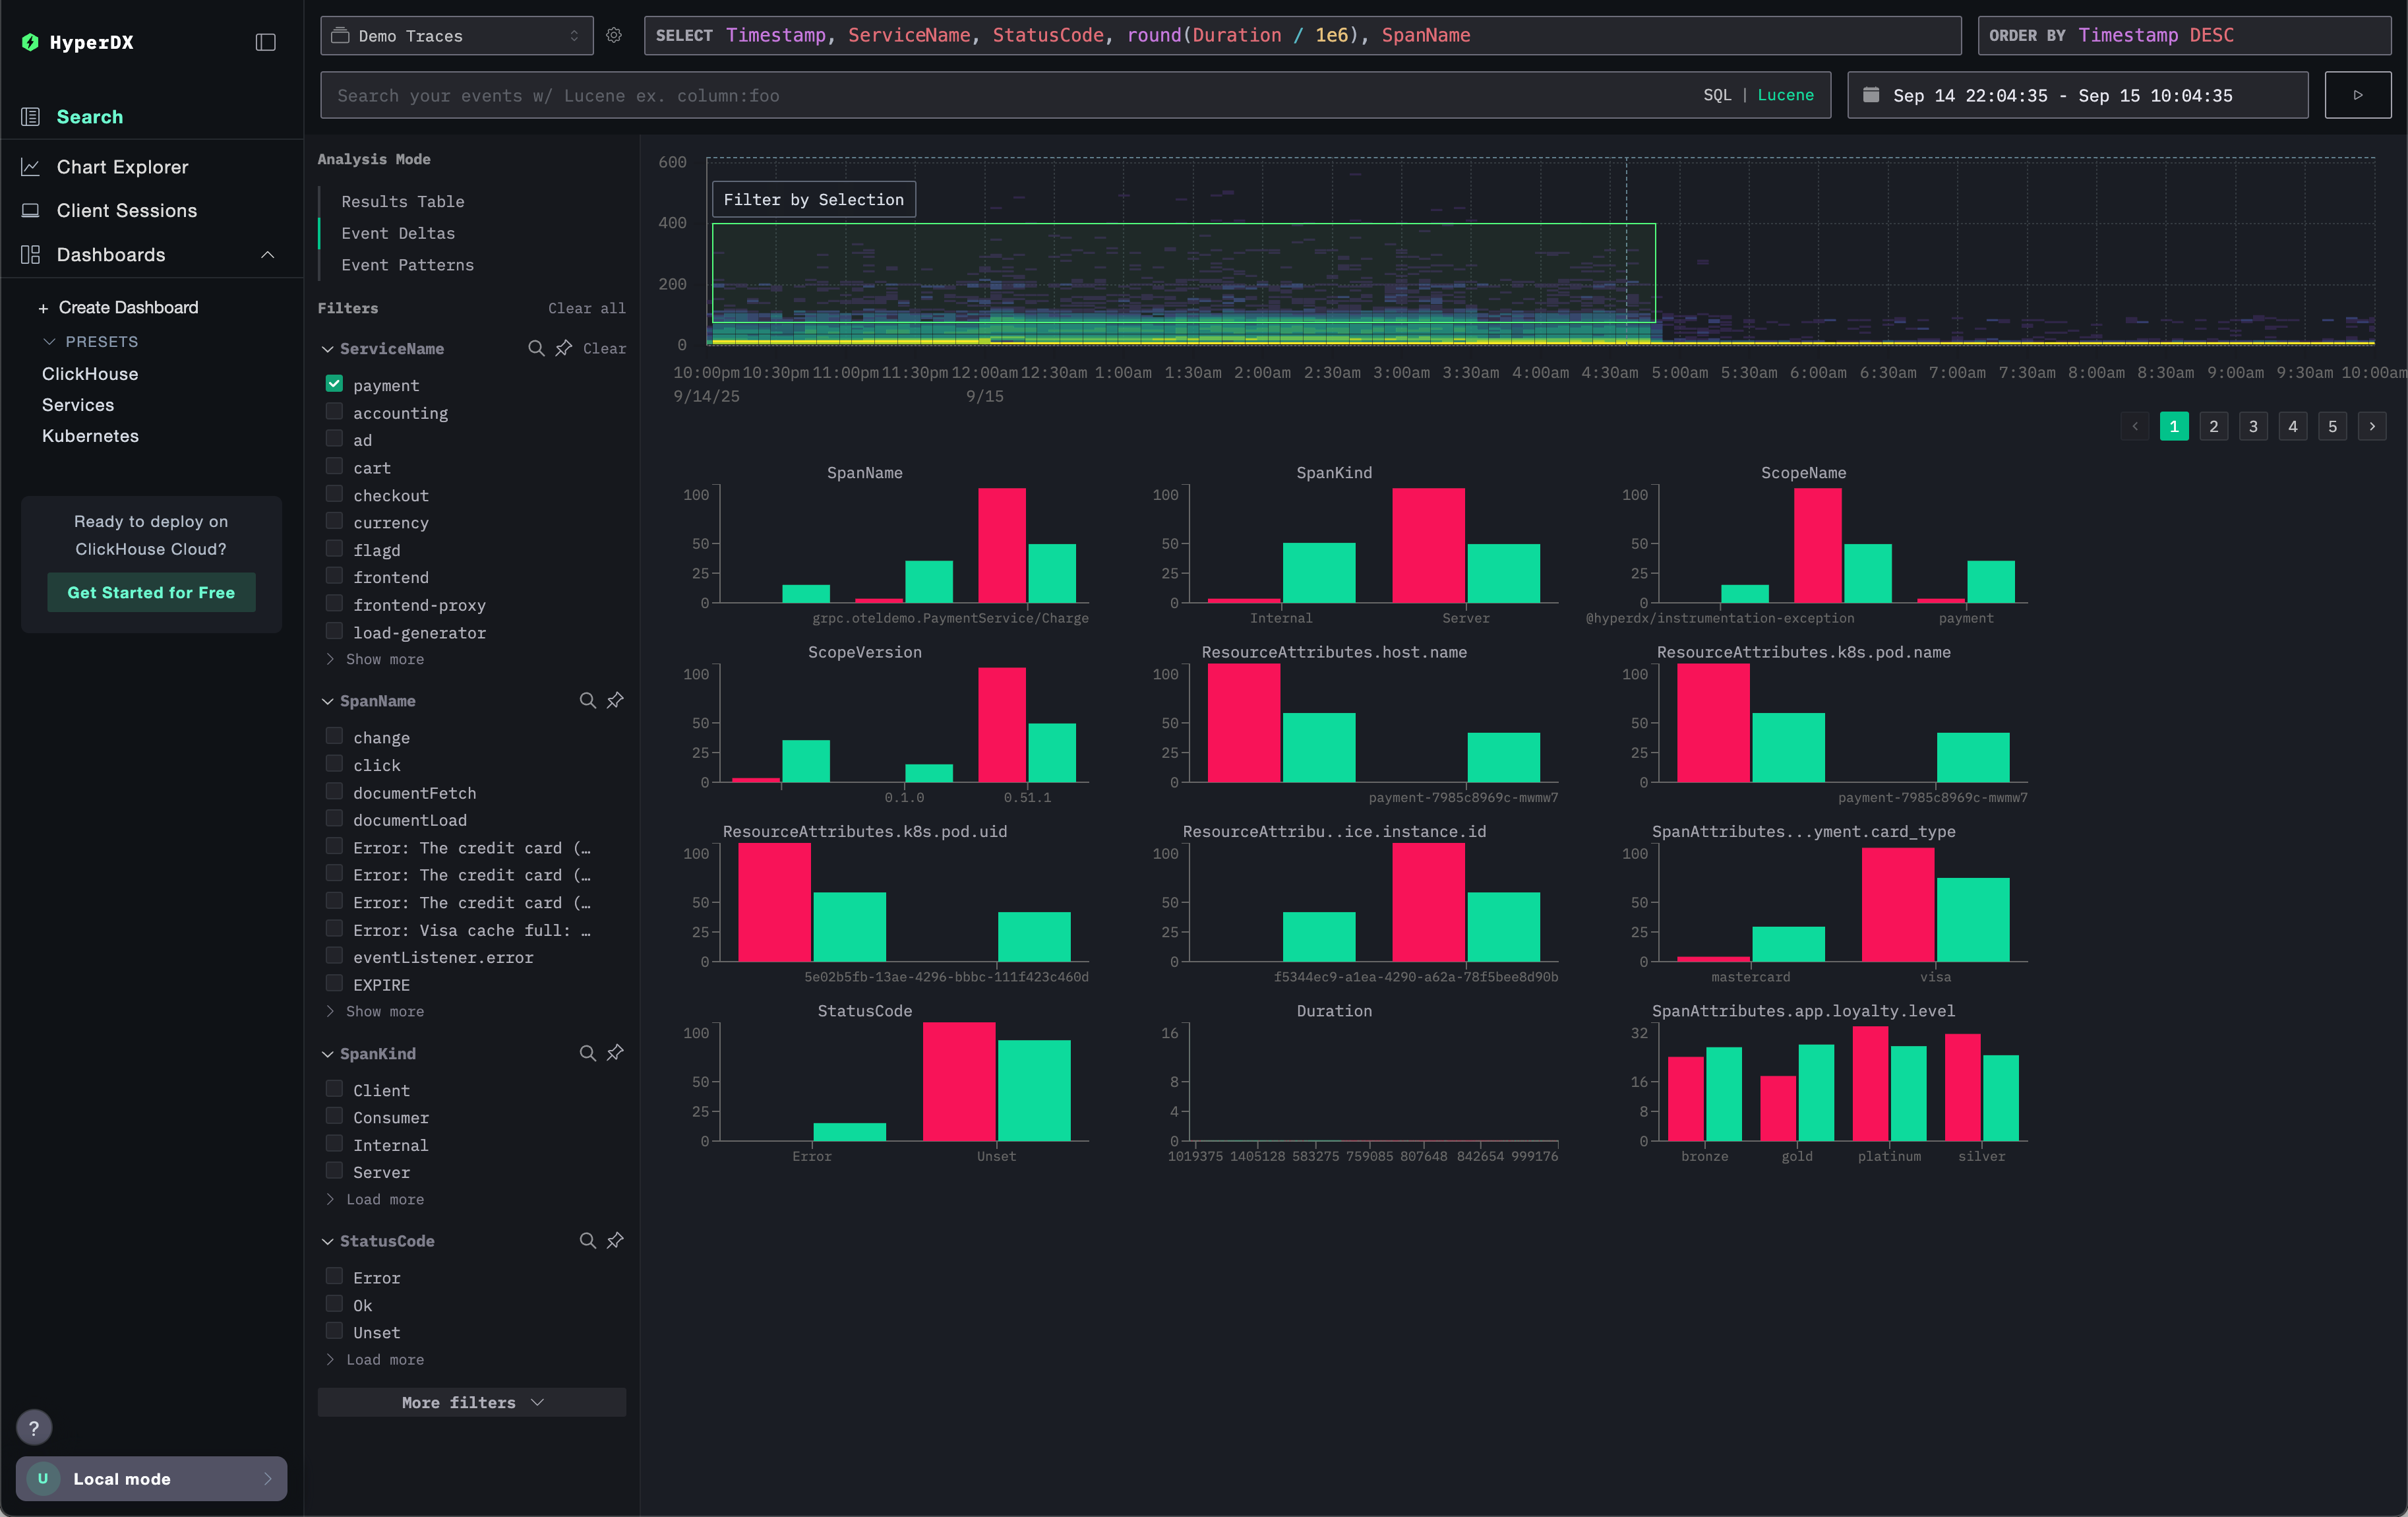 HyperDX
Demo Traces
SELECT Timestamp, ServiceName, StatusCode, round(Duration / 1e6), SpanName
ORDER BY Timestamp DESC
Search your events w/ Lucene ex. column:foo
SQL | Lucene
Sep 14 22:04:35 - Sep 15 10:04:35
Search
Chart Explorer
Client Sessions
Dashboards
+ Create Dashboard
PRESETS
ClickHouse
Services
Kubernetes
Ready to deploy on
ClickHouse Cloud?
Get Started for Free
?
U Local mode
Analysis Mode
Results Table
Event Deltas
Event Patterns
Filters Clear all
ServiceName Clear
payment
accounting
ad
cart
checkout
currency
flagd
frontend
frontend-proxy
load-generator
Show more
SpanName
change
click
documentFetch
documentLoad
Error: The credit card (…
Error: The credit card (…
Error: The credit card (…
Error: Visa cache full: …
eventListener.error
EXPIRE
Show more
SpanKind
Client
Consumer
Internal
Server
Load more
StatusCode
Error
Ok
Unset
Load more
More filters
600
400
200
0
Filter by Selection
10:00pm 10:30pm 11:00pm 11:30pm 12:00am 12:30am 1:00am 1:30am 2:00am 2:30am 3:00am 3:30am 4:00am 4:30am 5:00am 5:30am 6:00am 6:30am 7:00am 7:30am 8:00am 8:30am 9:00am 9:30am 10:00am
9/14/25 9/15
1 2 3 4 5
SpanName
100
50
25
0
grpc.oteldemo.PaymentService/Charge
SpanKind
100
50
25
0
Internal Server
ScopeName
100
50
25
0
@hyperdx/instrumentation-exception payment
ScopeVersion
100
50
25
0
0.1.0 0.51.1
ResourceAttributes.host.name
100
50
25
0
payment-7985c8969c-mwmw7
ResourceAttributes.k8s.pod.name
100
50
25
0
payment-7985c8969c-mwmw7
ResourceAttributes.k8s.pod.uid
100
50
25
0
5e02b5fb-13ae-4296-bbbc-111f423c460d
ResourceAttribu..ice.instance.id
100
50
25
0
f5344ec9-a1ea-4290-a62a-78f5bee8d90b
SpanAttributes...yment.card_type
100
50
25
0
mastercard visa
StatusCode
100
50
25
0
Error Unset
Duration
16
8
4
0
1019375 1405128 583275 759085 807648 842654 999176
SpanAttributes.app.loyalty.level
32
16
8
0
bronze gold platinum silver